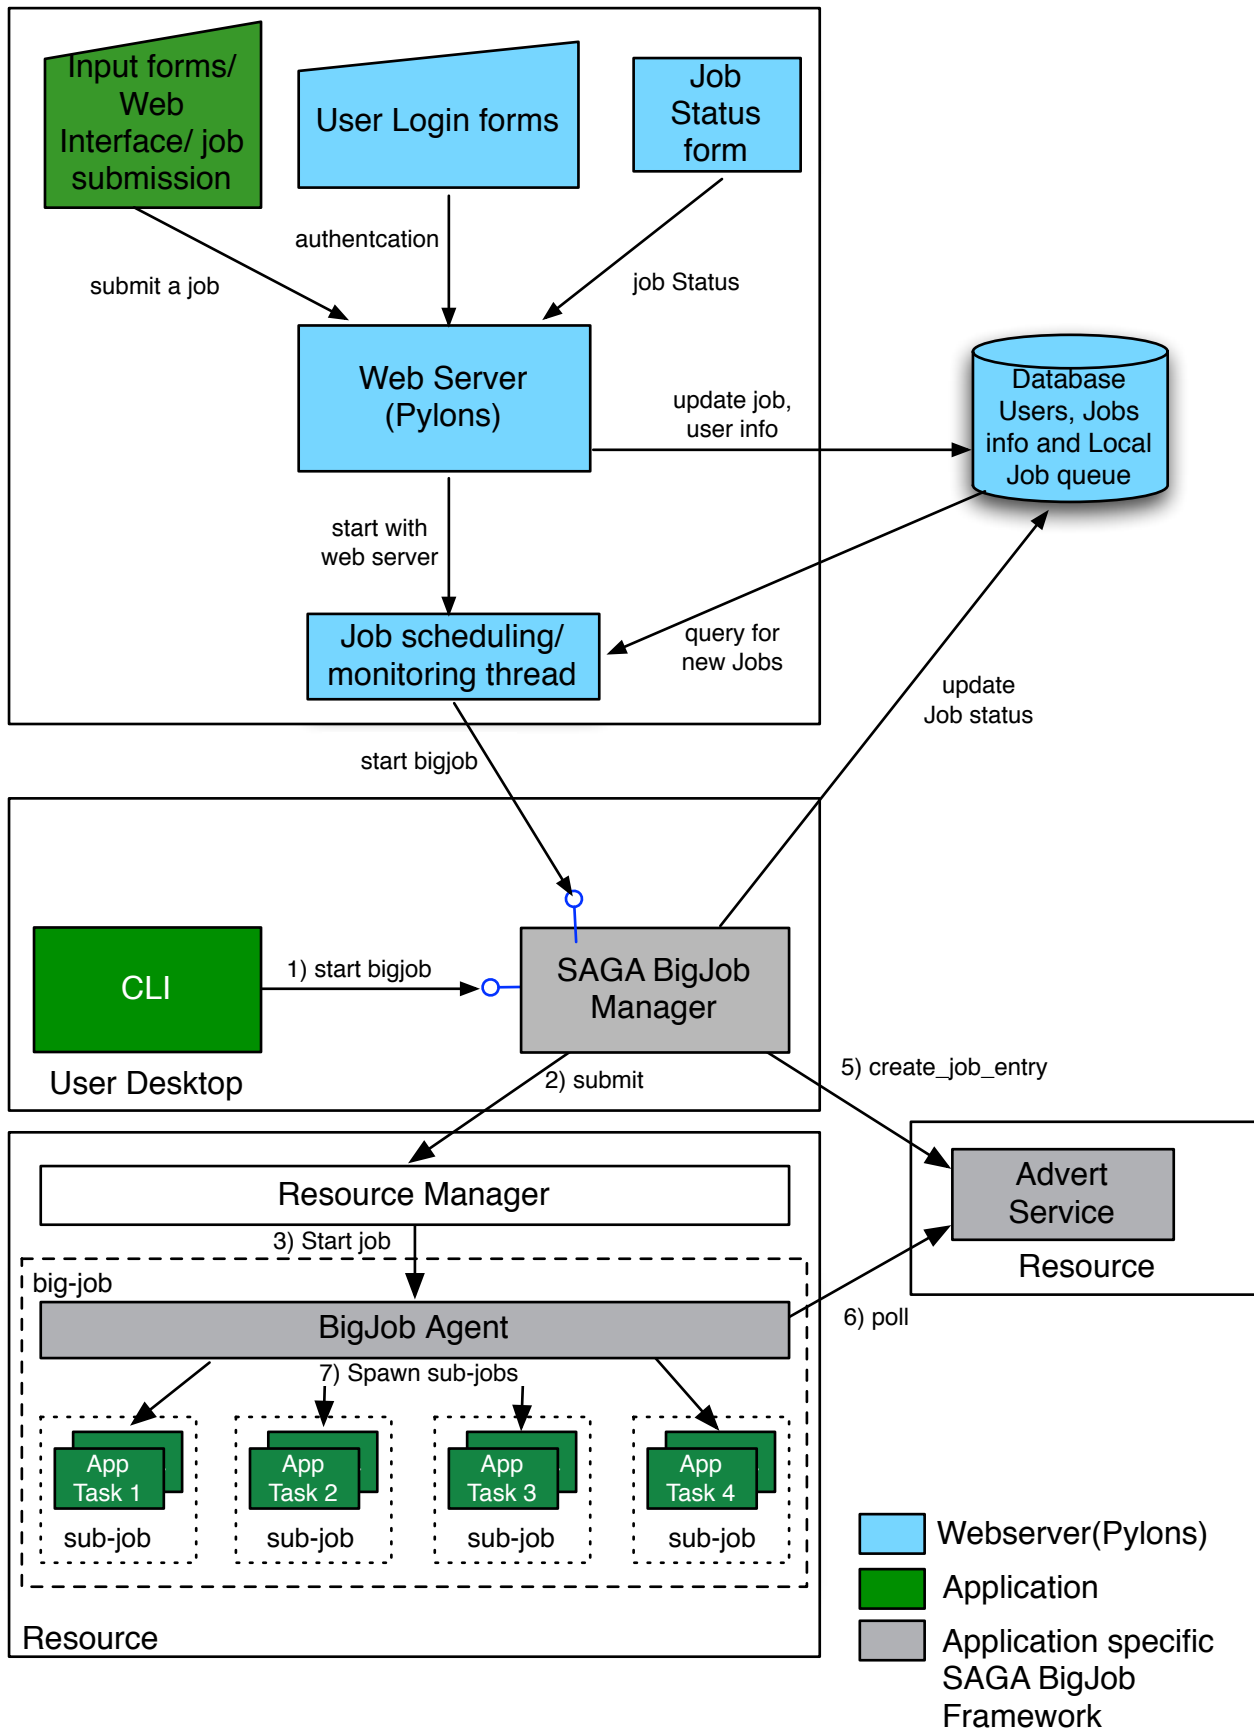 Input forms/
Web
Interface/ job
submission
User Login forms
Job
Status
form
authentcation
submit a job
job Status
Web Server
(Pylons)
update job,
user info
Database
Users, Jobs
info and Local
Job queue
start with
web server
Job scheduling/
monitoring thread
query for
new Jobs
update
Job status
start bigjob
CLI
1) start bigjob
SAGA BigJob
Manager
User Desktop
2) submit
5) create_job_entry
Resource Manager
Advert
Service
Resource
3) Start job
big-job
BigJob Agent
6) poll
7) Spawn sub-jobs
App
Task 1
sub-job
App
Task 2
sub-job
App
Task 3
sub-job
App
Task 4
sub-job
Resource
Webserver(Pylons)
Application
Application specific
SAGA BigJob
Framework